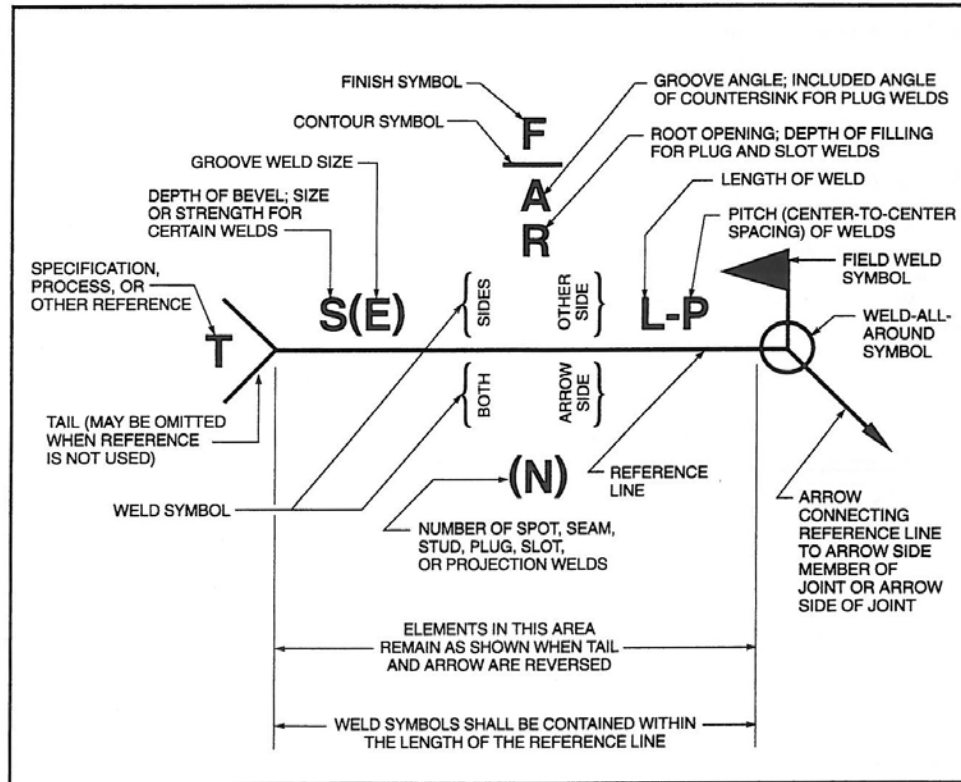 FINISH SYMBOL
CONTOUR SYMBOL
GROOVE WELD SIZE
DEPTH OF BEVEL; SIZE
OR STRENGTH FOR
CERTAIN WELDS
SPECIFICATION,
PROCESS, OR
OTHER REFERENCE
F
A
R
GROOVE ANGLE; INCLUDED ANGLE
OF COUNTERSINK FOR PLUG WELDS
ROOT OPENING; DEPTH OF FILLING
FOR PLUG AND SLOT WELDS
LENGTH OF WELD
PITCH (CENTER-TO-CENTER
SPACING) OF WELDS
FIELD WELD
SYMBOL
WELD-ALL-
AROUND
SYMBOL
T
S(E)
SIDES
OTHER
SIDE
L-P
BOTH
ARROW
SIDE
TAIL (MAY BE OMITTED
WHEN REFERENCE
IS NOT USED)
WELD SYMBOL
(N)
NUMBER OF SPOT, SEAM,
STUD, PLUG, SLOT,
OR PROJECTION WELDS
REFERENCE
LINE
ARROW
CONNECTING
REFERENCE LINE
TO ARROW SIDE
MEMBER OF
JOINT OR ARROW
SIDE OF JOINT
ELEMENTS IN THIS AREA
REMAIN AS SHOWN WHEN TAIL
AND ARROW ARE REVERSED
WELD SYMBOLS SHALL BE CONTAINED WITHIN
THE LENGTH OF THE REFERENCE LINE